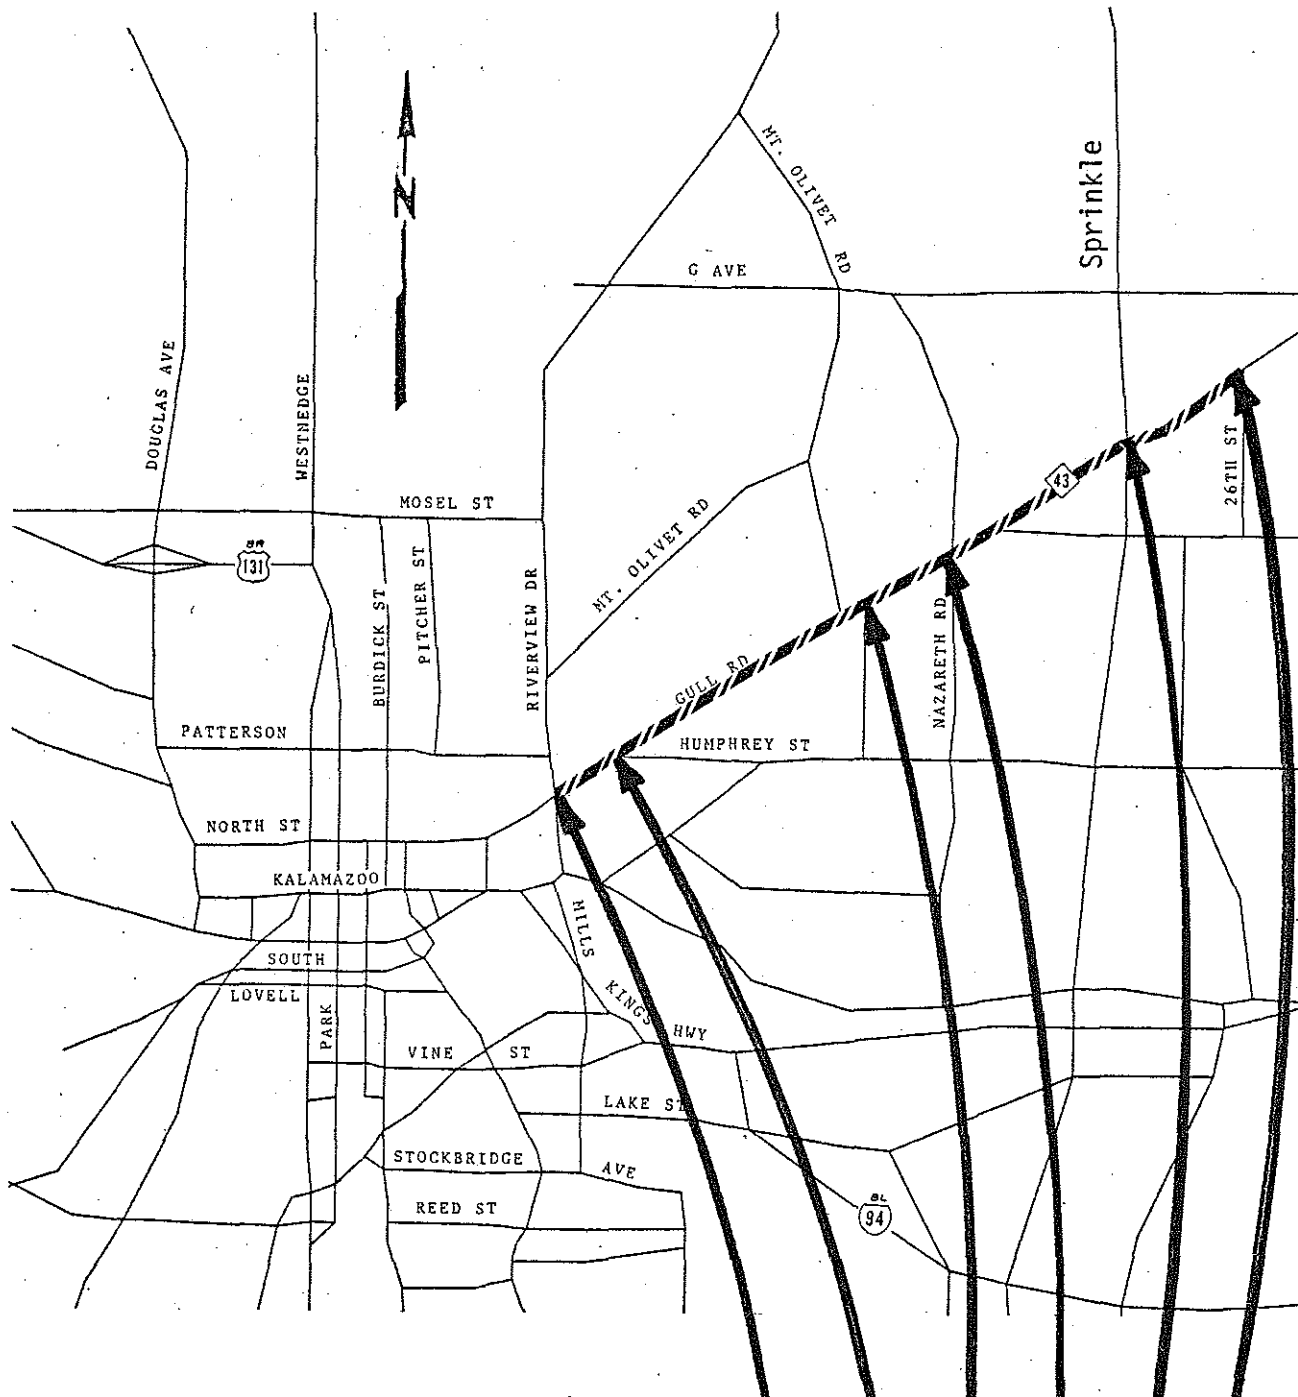 MT. OLIVET RD
Sprinkle
N
G AVE
DOUGLAS AVE
WESTNEDGE
26TH ST
43
MOSEL ST
MT. OLIVET RD
BR
131
PITCHER ST
BURDICK ST
RIVERVIEW DR
NAZARETH RD
GULL RD
PATTERSON
HUMPHREY ST
NORTH ST
KALAMAZOO
MILLS
SOUTH
LOVELL
KINGS HWY
PARK
VINE ST
LAKE ST
STOCKBRIDGE AVE
REED ST
BL
94